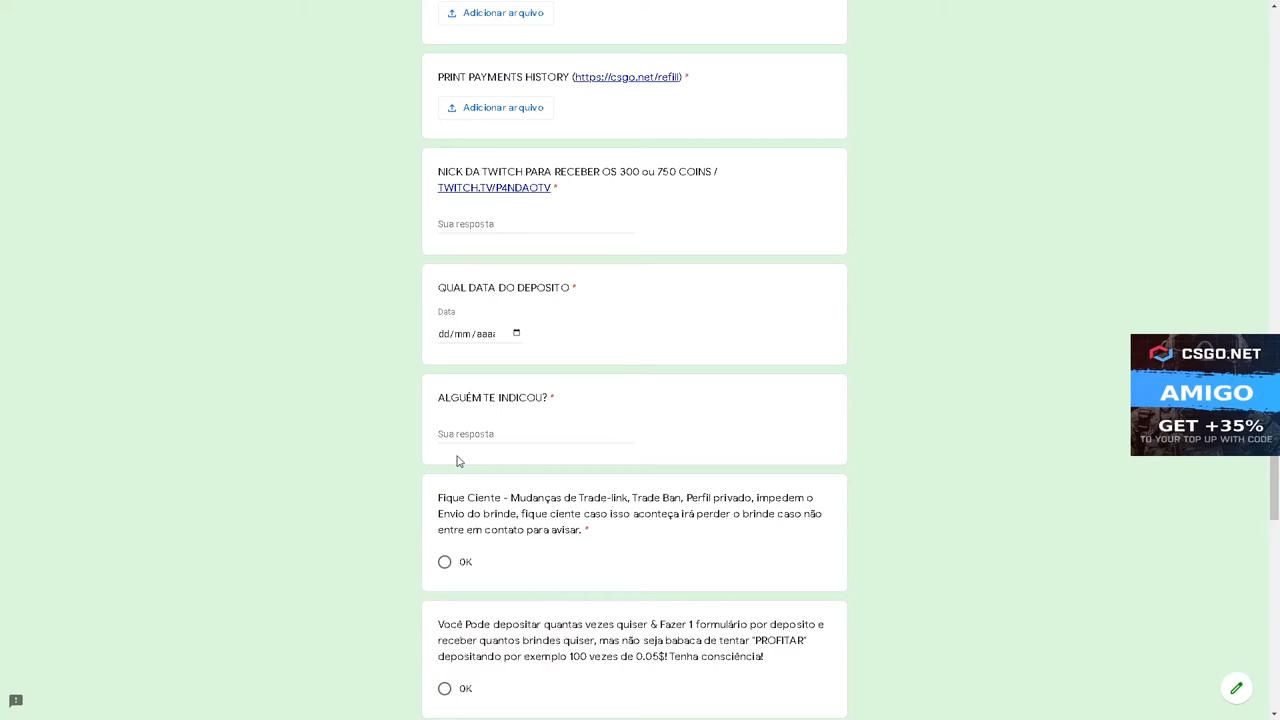 Adicionar arquivo
PRINT PAYMENTS HISTORY (https://csgo.net/refill) *
Adicionar arquivo
NICK DA TWITCH PARA RECEBER OS 300 ou 750 COINS /
TWITCH.TV/P4NDAOTV *
Sua resposta
QUAL DATA DO DEPOSITO *
Data
dd/mm/aaaa
ALGUÉM TE INDICOU? *
Sua resposta
CSGO.NET
AMIGO
GET +35%
TO YOUR TOP UP WITH CODE
Fique Ciente - Mudanças de Trade-link, Trade Ban, Perfil privado, impedem o
Envio do brinde, fique ciente caso isso aconteça irá perder o brinde caso não
entre em contato para avisar. *
OK
Você Pode depositar quantas vezes quiser & Fazer 1 formulário por deposito e
receber quantos brindes quiser, mas não seja babaca de tentar "PROFITAR"
depositando por exemplo 100 vezes de 0.05$! Tenha consciência!
OK